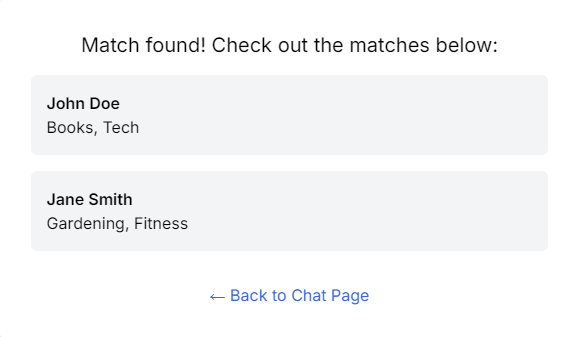 Match found! Check out the matches below:
John Doe
Books, Tech
Jane Smith
Gardening, Fitness
← Back to Chat Page